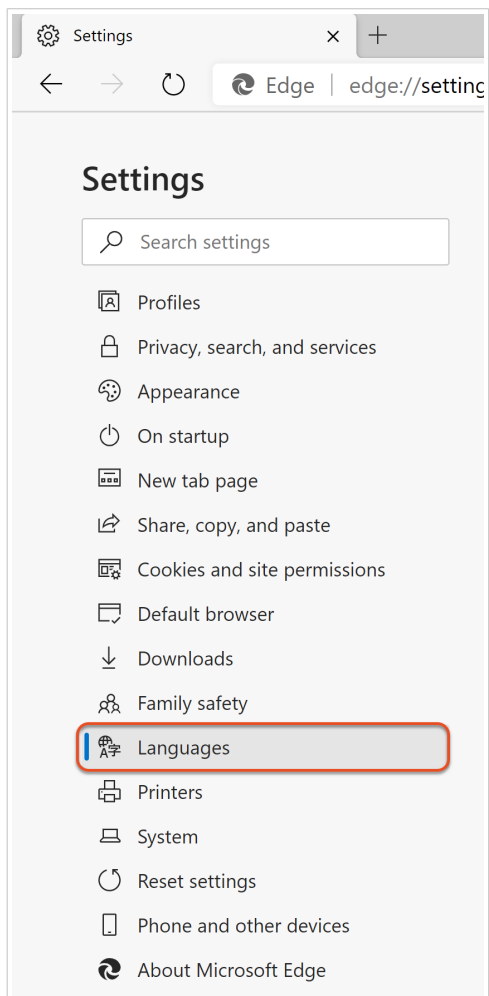 Settings
Edge | edge://setting
Settings
Search settings
Profiles
Privacy, search, and services
Appearance
On startup
New tab page
Share, copy, and paste
Cookies and site permissions
Default browser
Downloads
Family safety
Languages
Printers
System
Reset settings
Phone and other devices
About Microsoft Edge